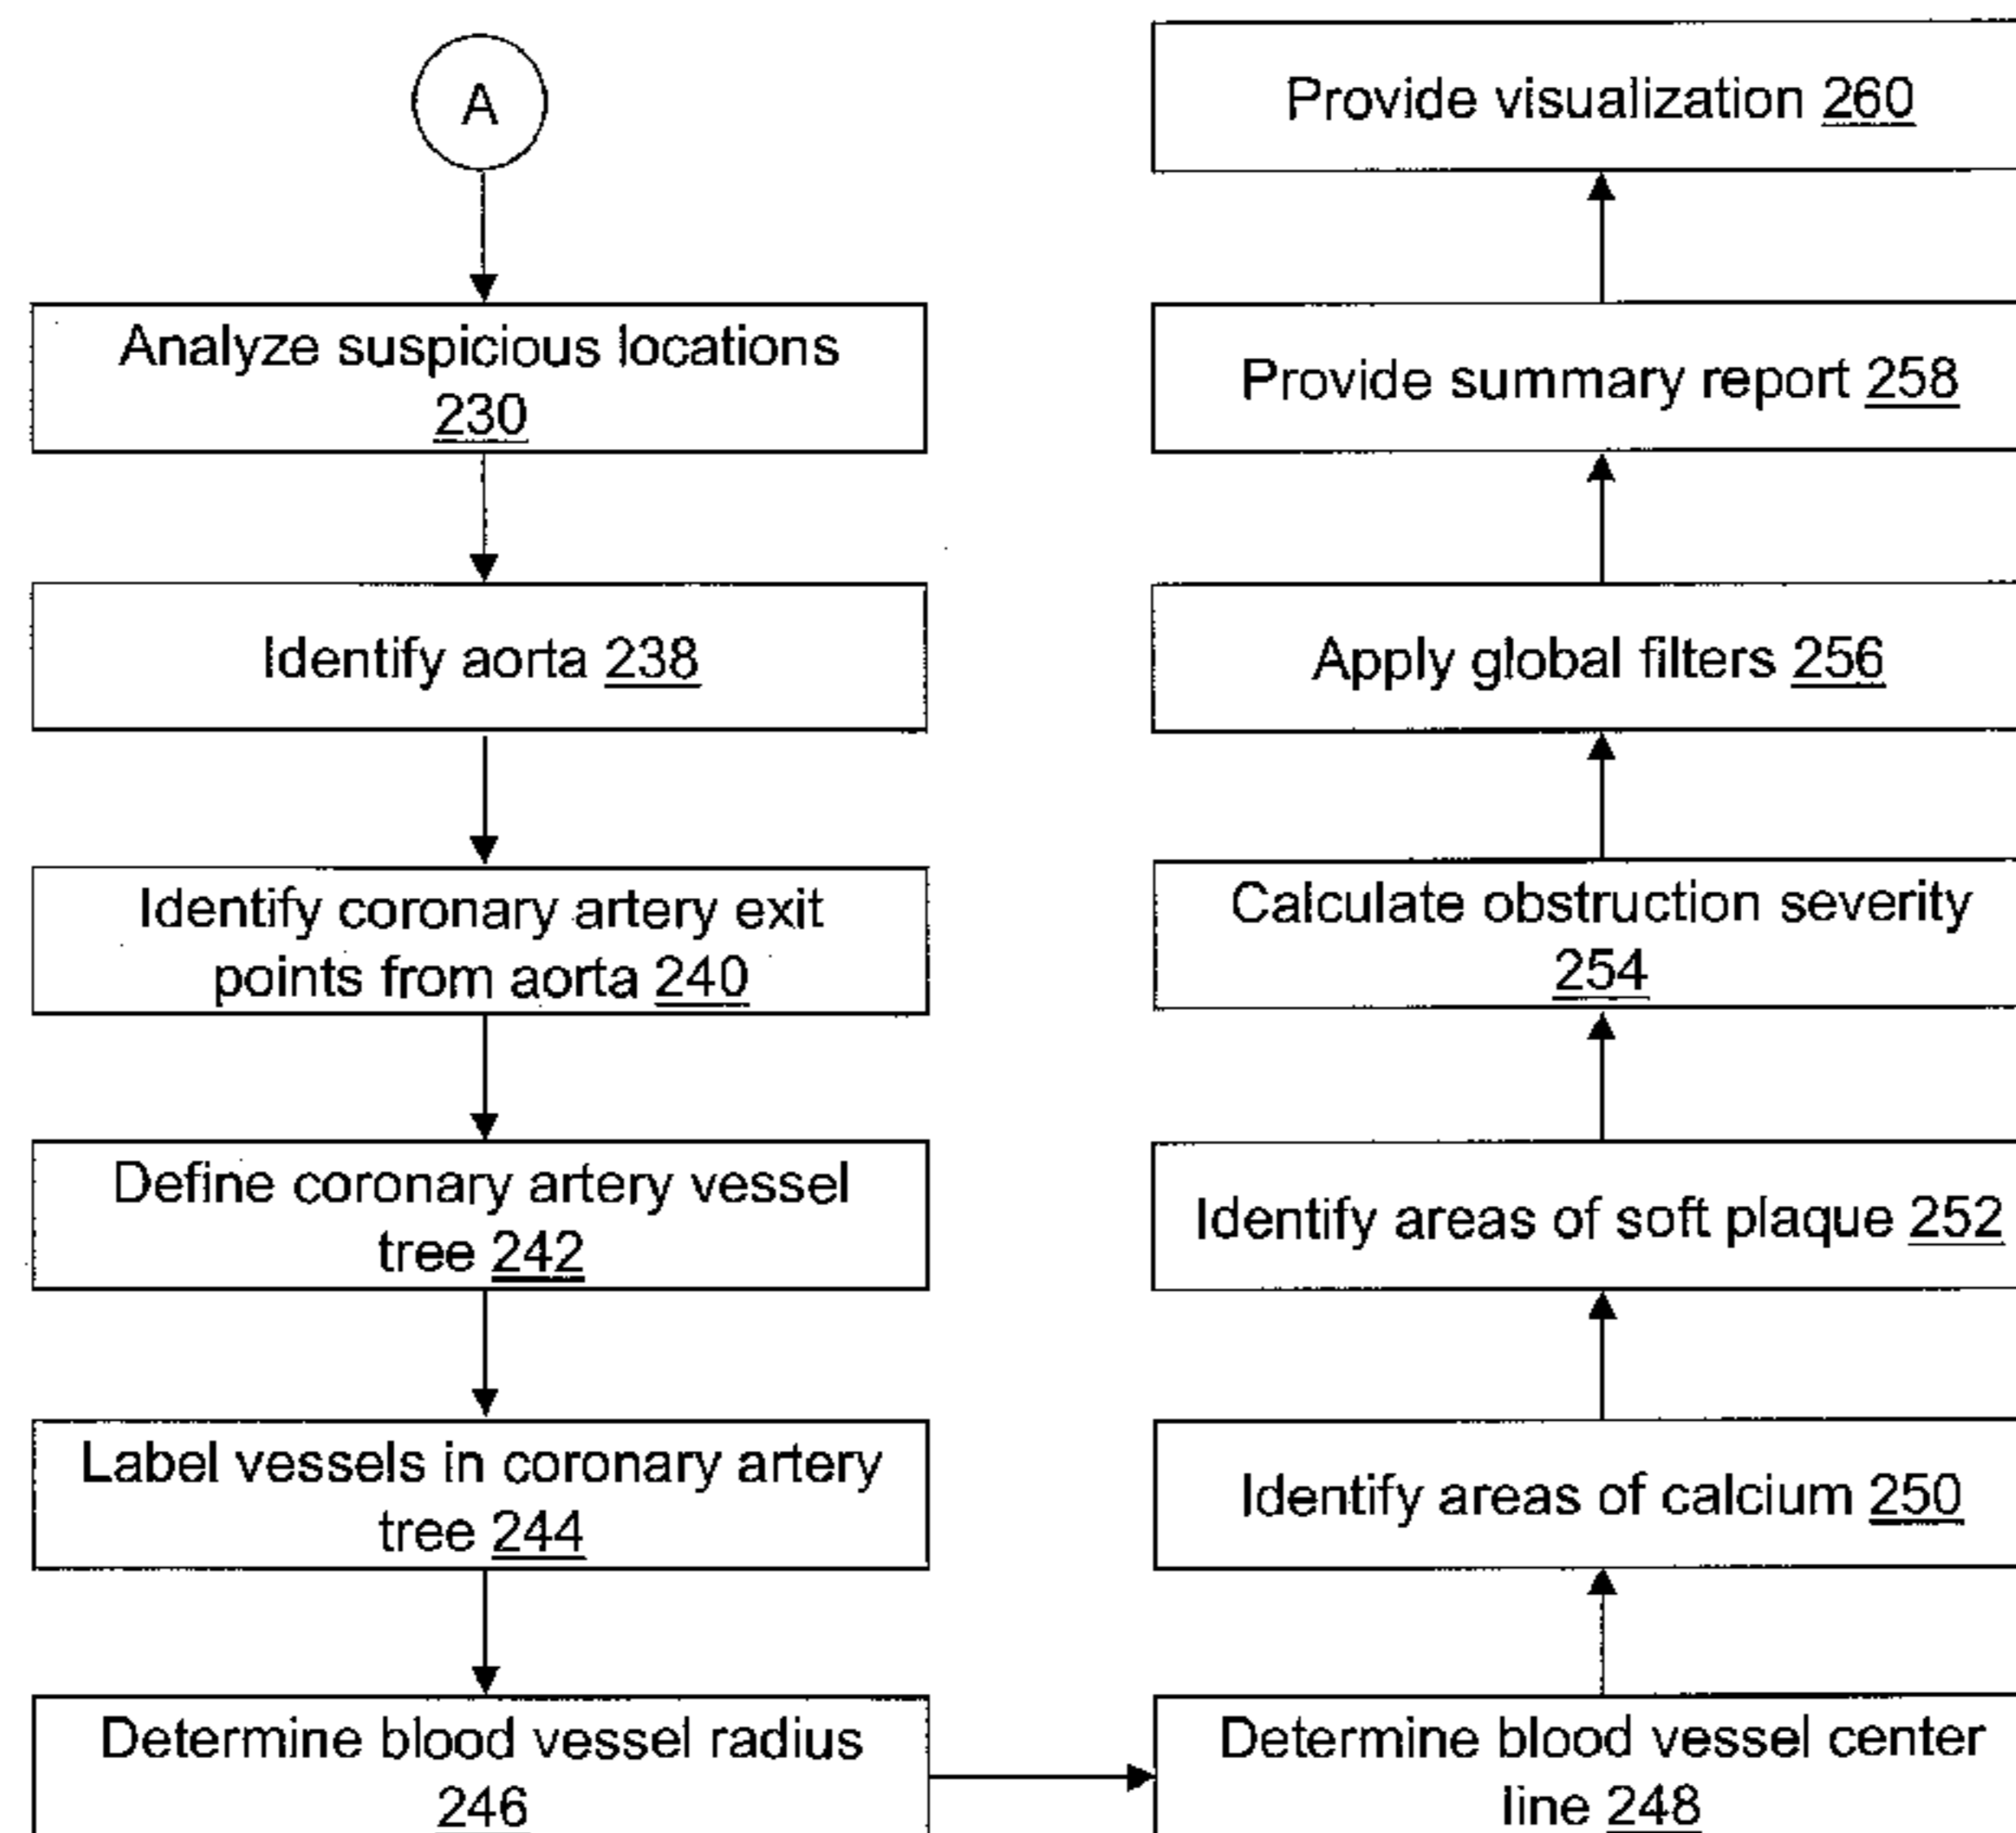 A
Analyze suspicious locations
230
Identify aorta 238
Identify coronary artery exit
points from aorta 240
Define coronary artery vessel
tree 242
Label vessels in coronary artery
tree 244
Determine blood vessel radius
246
Determine blood vessel center
line 248
Identify areas of calcium 250
Identify areas of soft plaque 252
Calculate obstruction severity
254
Apply global filters 256
Provide summary report 258
Provide visualization 260